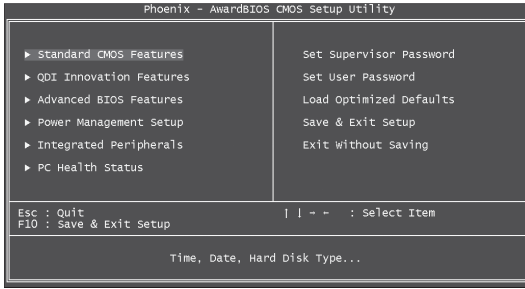 Phoenix - AwardBIOS CMOS Setup Utility
▶ Standard CMOS Features
▶ QDI Innovation Features
▶ Advanced BIOS Features
▶ Power Management Setup
▶ Integrated Peripherals
▶ PC Health Status
Set Supervisor Password
Set User Password
Load Optimized Defaults
Save & Exit Setup
Exit Without Saving
Esc : Quit
F10 : Save & Exit Setup
↑ ↓ → ← : Select Item
Time, Date, Hard Disk Type...